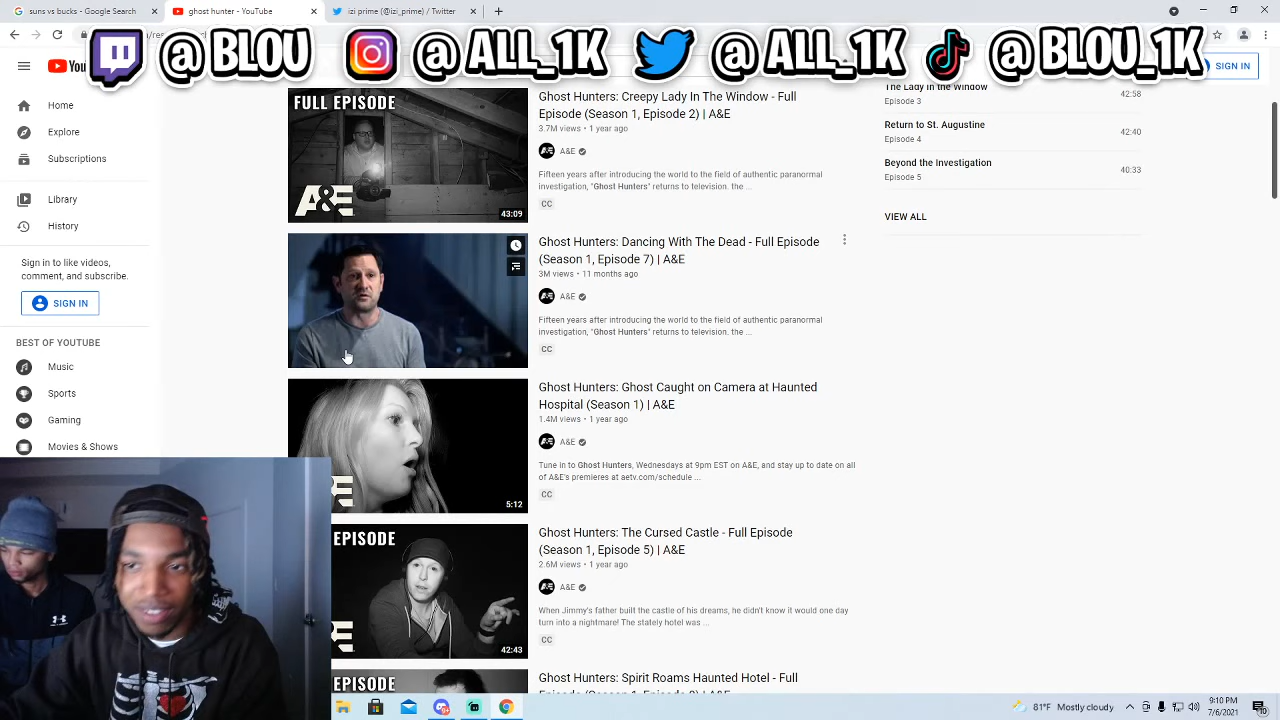 suns vs bucks - Google Search
ghost hunter - YouTube
izi prime (@izi_prime) / Twitter
@ BLOU
@ ALL_1K
@ ALL_1K
@ BLOU_1K
SIGN IN
Home
Explore
Subscriptions
Library
History
Sign in to like videos,
comment, and subscribe.
SIGN IN
BEST OF YOUTUBE
Music
Sports
Gaming
Movies & Shows
FULL EPISODE
A&E
43:09
Ghost Hunters: Creepy Lady In The Window - Full
Episode (Season 1, Episode 2) | A&E
3.7M views • 1 year ago
A&E
Fifteen years after introducing the world to the field of authentic paranormal
investigation, "Ghost Hunters" returns to television. the ...
CC
Ghost Hunters: Dancing With The Dead - Full Episode
(Season 1, Episode 7) | A&E
3M views • 11 months ago
A&E
Fifteen years after introducing the world to the field of authentic paranormal
investigation, "Ghost Hunters" returns to television. the ...
CC
5:12
Ghost Hunters: Ghost Caught on Camera at Haunted
Hospital (Season 1) | A&E
1.4M views • 1 year ago
A&E
Tune in to Ghost Hunters, Wednesdays at 9pm EST on A&E, and stay up to date on all
of A&E's premieres at aetv.com/schedule ...
CC
EPISODE
42:43
Ghost Hunters: The Cursed Castle - Full Episode
(Season 1, Episode 5) | A&E
2.6M views • 1 year ago
A&E
When Jimmy's father built the castle of his dreams, he didn't know it would one day
turn into a nightmare! The stately hotel was ...
CC
EPISODE
Ghost Hunters: Spirit Roams Haunted Hotel - Full
The Lady in the Window
Episode 3
42:58
Return to St. Augustine
Episode 4
42:40
Beyond the Investigation
Episode 5
40:33
VIEW ALL
81°F Mostly cloudy
9:10 PM
7/6/2021